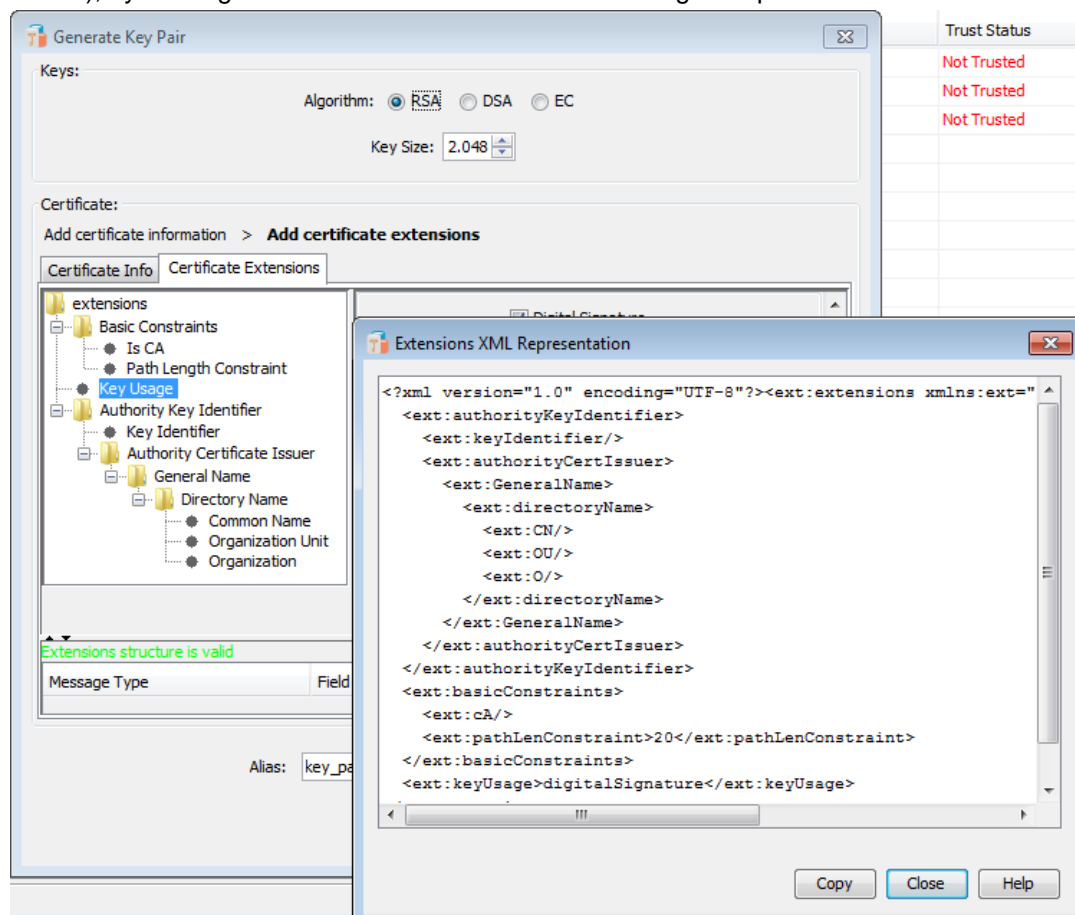 Generate Key Pair
Trust Status
Keys:
Not Trusted
Not Trusted
Not Trusted
Algorithm: RSA DSA EC
Key Size: 2.048
Certificate:
Add certificate information > Add certificate extensions
Certificate Info Certificate Extensions
extensions
Basic Constraints
Is CA
Path Length Constraint
Key Usage
Authority Key Identifier
Key Identifier
Authority Certificate Issuer
General Name
Directory Name
Common Name
Organization Unit
Organization
Digital Signature
Extensions structure is valid
Message Type Field
Alias: key_pa
Extensions XML Representation
<?xml version="1.0" encoding="UTF-8"?><ext:extensions xmlns:ext="
<ext:authorityKeyIdentifier>
<ext:keyIdentifier/>
<ext:authorityCertIssuer>
<ext:GeneralName>
<ext:directoryName>
<ext:CN/>
<ext:OU/>
<ext:O/>
</ext:directoryName>
</ext:GeneralName>
</ext:authorityCertIssuer>
</ext:authorityKeyIdentifier>
<ext:basicConstraints>
<ext:cA/>
<ext:pathLenConstraint>20</ext:pathLenConstraint>
</ext:basicConstraints>
<ext:keyUsage>digitalSignature</ext:keyUsage>
Copy Close Help